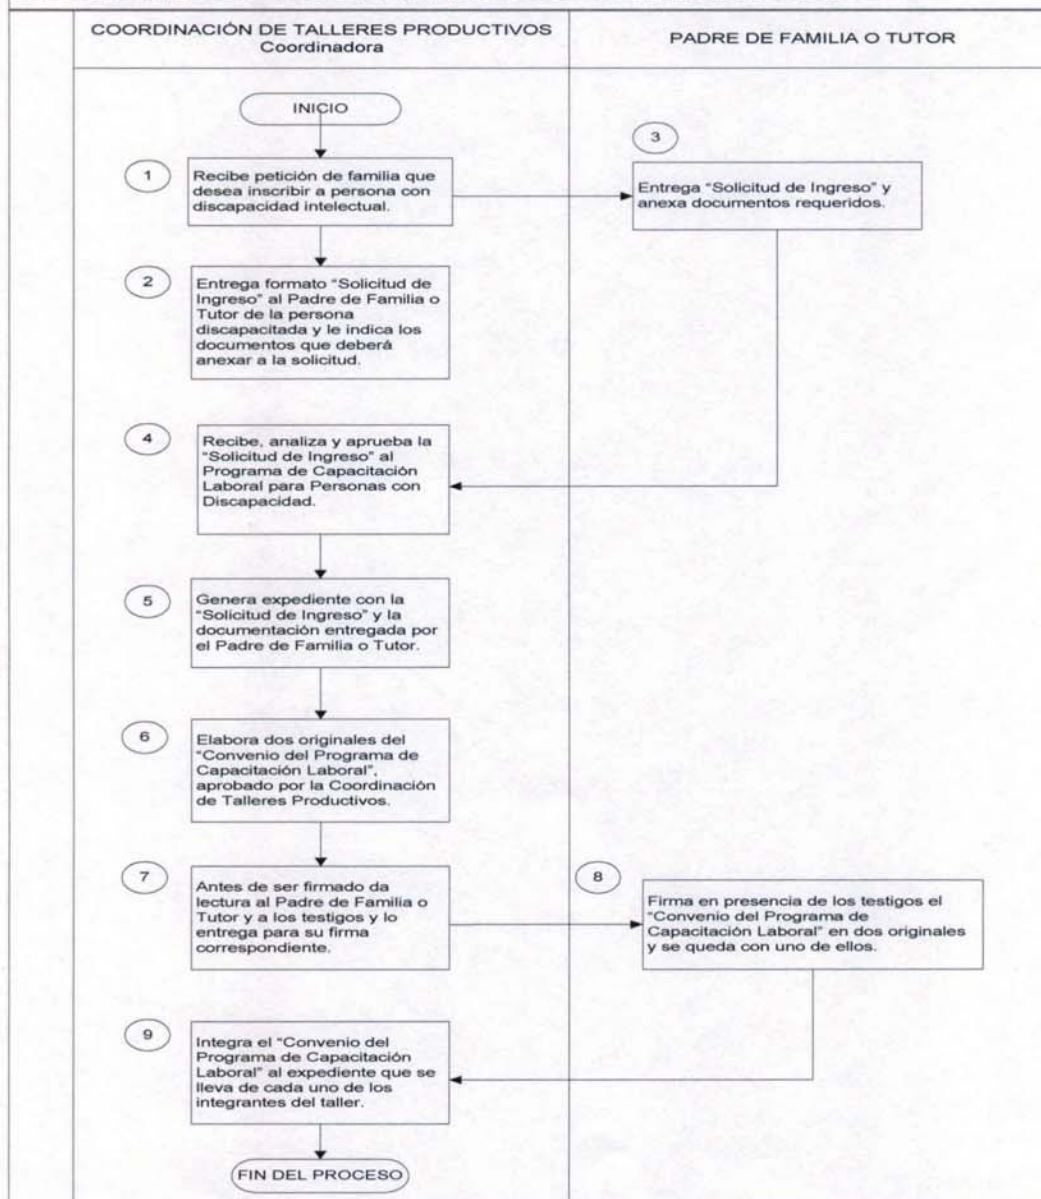 COORDINACIÓN DE TALLERES PRODUCTIVOS
Coordinadora
PADRE DE FAMILIA O TUTOR
INICIO
1
Recibe petición de familia que
desea inscribir a persona con
discapacidad intelectual.
2
Entrega formato “Solicitud de
Ingreso” al Padre de Familia o
Tutor de la persona
discapacitada y le indica los
documentos que deberá
anexar a la solicitud.
3
Entrega “Solicitud de Ingreso” y
anexa documentos requeridos.
4
Recibe, analiza y aprueba la
“Solicitud de Ingreso” al
Programa de Capacitación
Laboral para Personas con
Discapacidad.
5
Genera expediente con la
“Solicitud de Ingreso” y la
documentación entregada por
el Padre de Familia o Tutor.
6
Elabora dos originales del
“Convenio del Programa de
Capacitación Laboral”,
aprobado por la Coordinación
de Talleres Productivos.
7
Antes de ser firmado da
lectura al Padre de Familia o
Tutor y a los testigos y lo
entrega para su firma
correspondiente.
8
Firma en presencia de los testigos el
“Convenio del Programa de
Capacitación Laboral” en dos originales
y se queda con uno de ellos.
9
Integra el “Convenio del
Programa de Capacitación
Laboral” al expediente que se
lleva de cada uno de los
integrantes del taller.
FIN DEL PROCESO